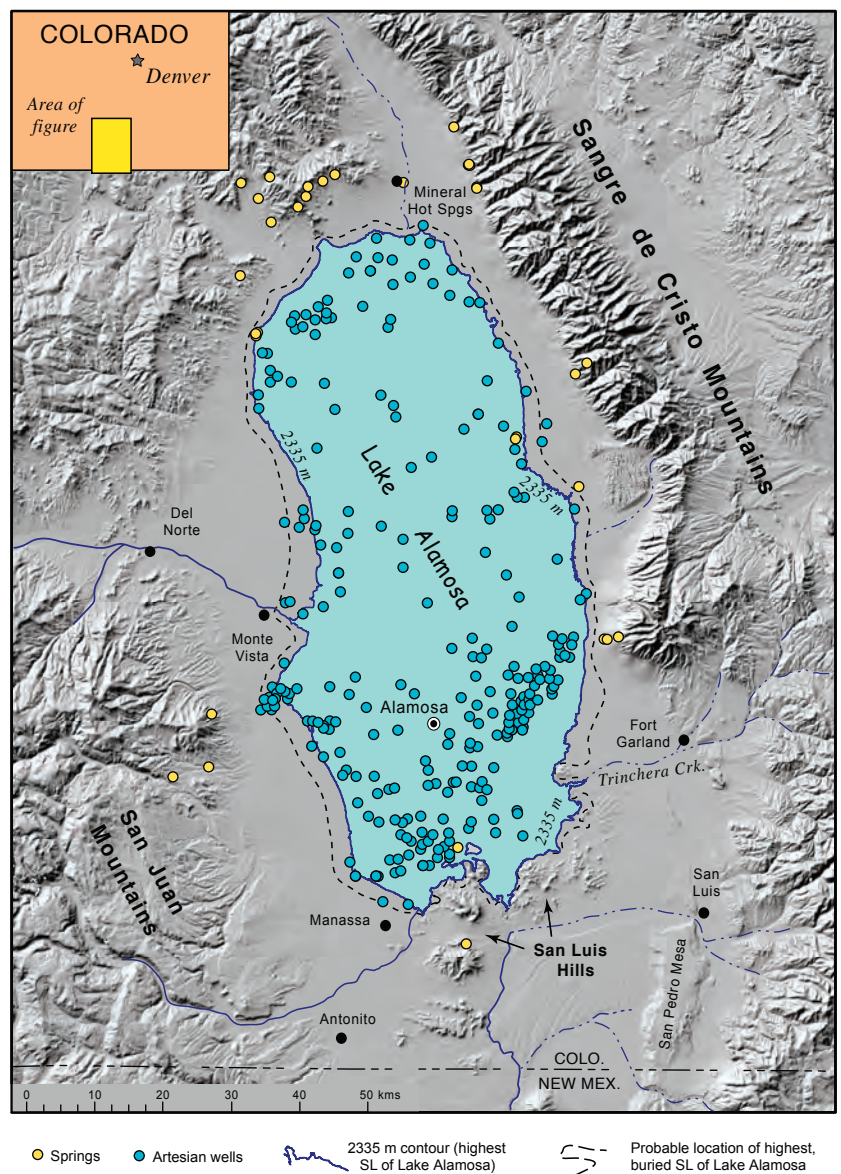 COLORADO
Denver
Area of
figure
Mineral
Hot Spgs
Sangre de Cristo Mountains
2335 m
Lake
Alamosa
2335 m
Del
Norte
Monte
Vista
Alamosa
Fort
Garland
Trinchera Crk.
2335 m
San Juan
Mountains
San
Luis
Manassa
San Luis
Hills
San Pedro Mesa
Antonito
COLO.
NEW MEX.
0 10 20 30 40 50 kms
Springs
Artesian wells
2335 m contour (highest
SL of Lake Alamosa)
Probable location of highest,
buried SL of Lake Alamosa